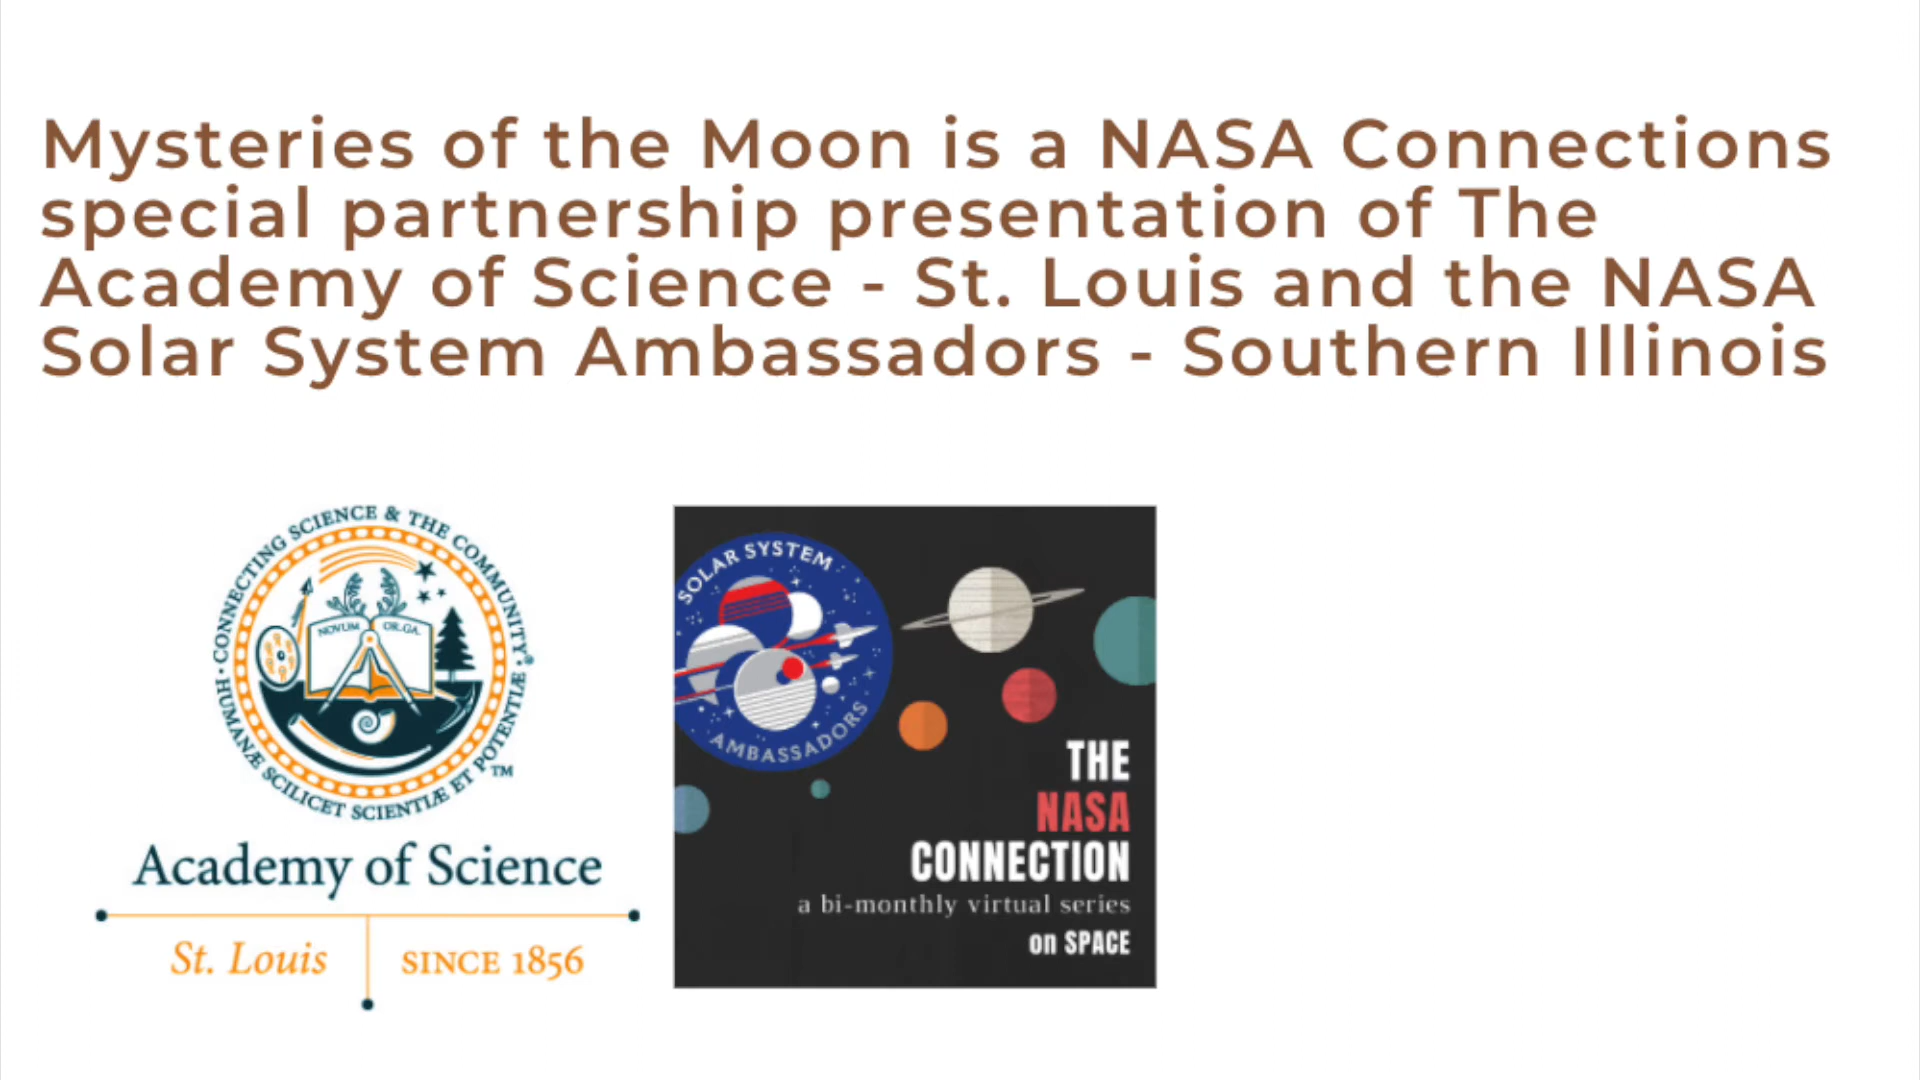 Mysteries of the Moon is a NASA Connections
special partnership presentation of The
Academy of Science - St. Louis and the NASA
Solar System Ambassadors - Southern Illinois
·CONNECTING SCIENCE & THE COMMUNITY®·
HUMANÆ SCILICET SCIENTIÆ ET POTENTIÆ
NOVUM OR.GA.
TM
Academy of Science
St. Louis SINCE 1856
SOLAR SYSTEM
AMBASSADORS
THE
NASA
CONNECTION
a bi-monthly virtual series
on SPACE